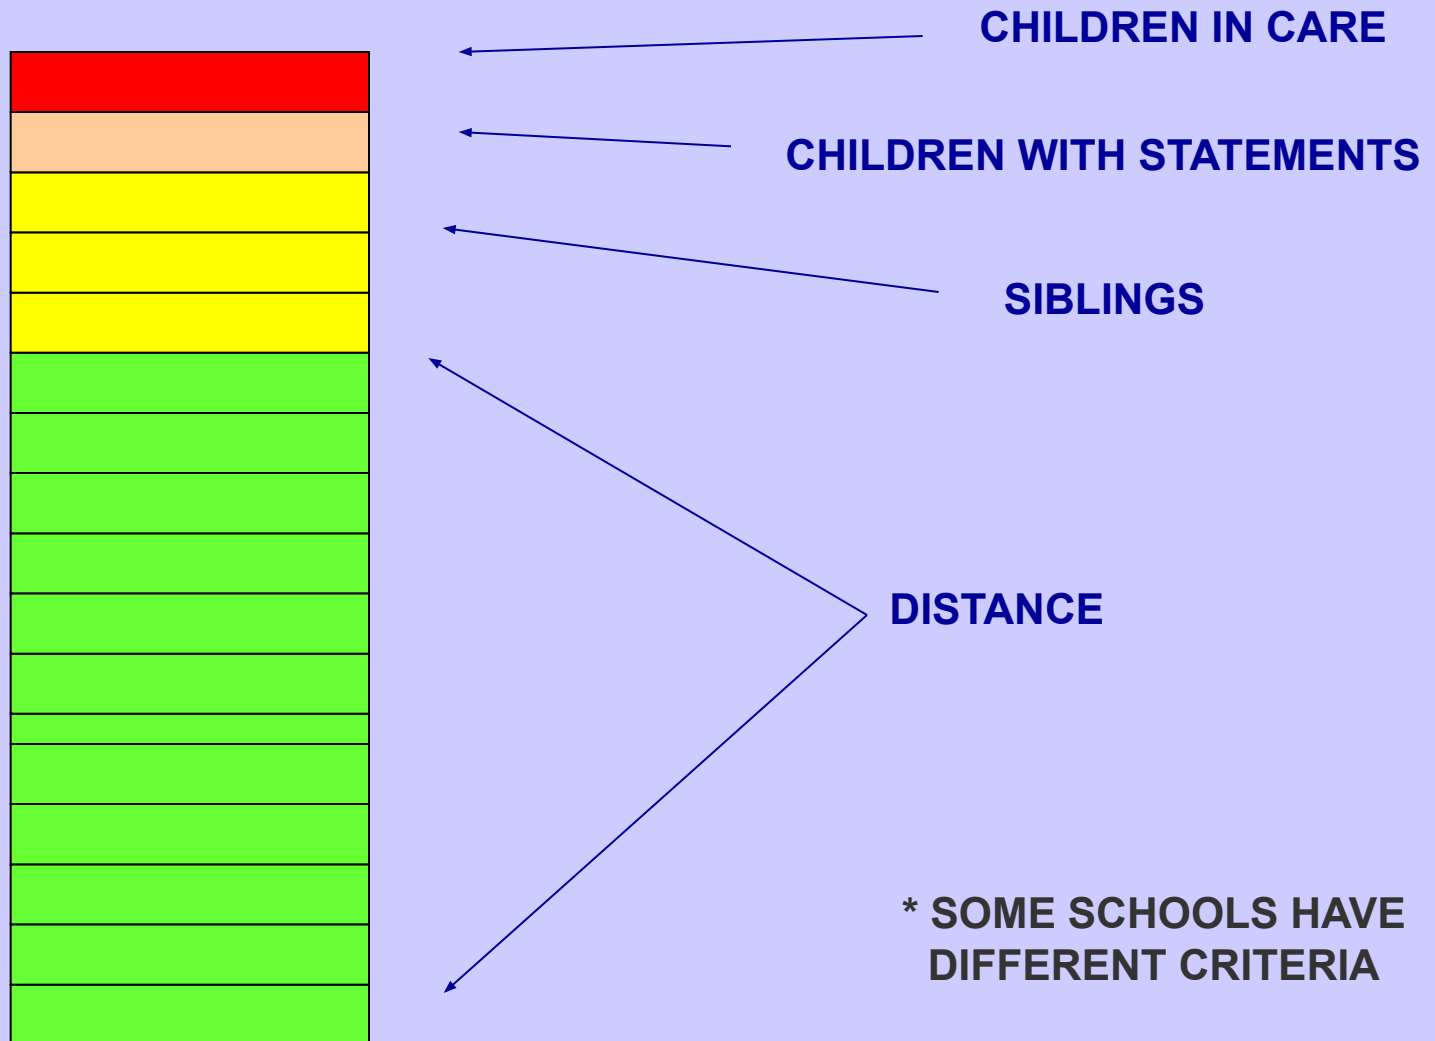 CHILDREN IN CARE
CHILDREN WITH STATEMENTS
SIBLINGS
DISTANCE
* SOME SCHOOLS HAVE
DIFFERENT CRITERIA